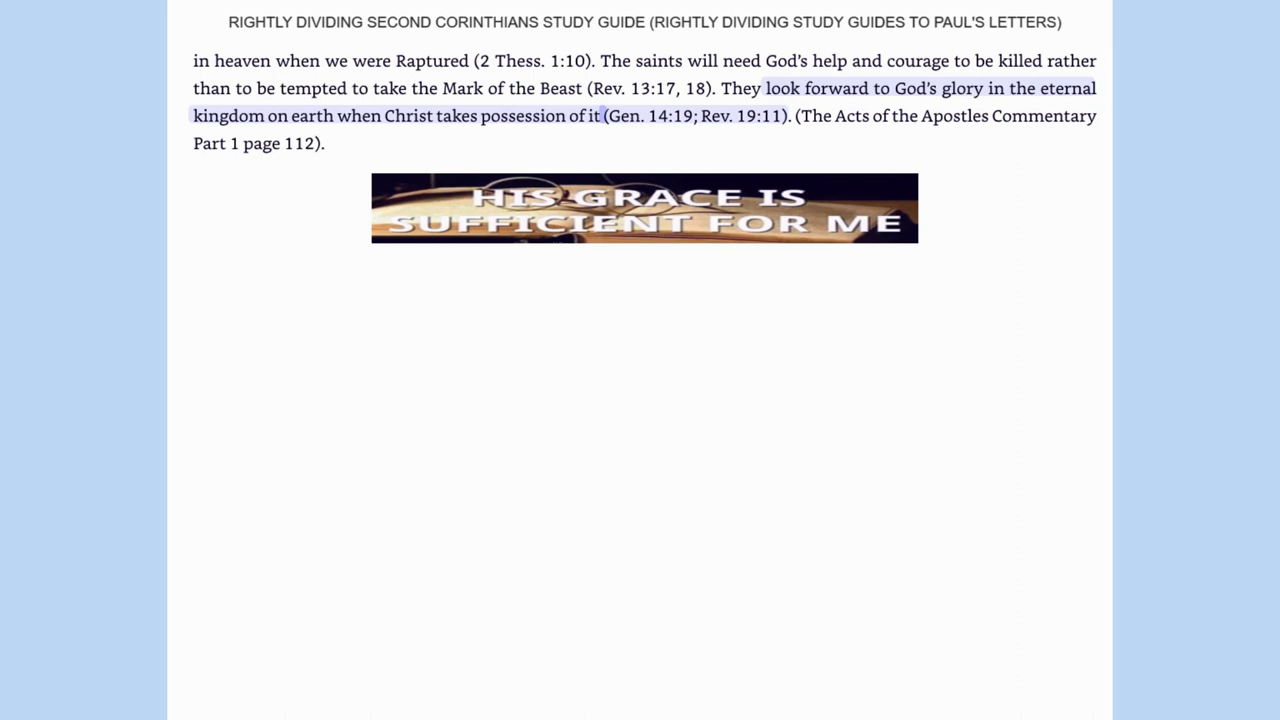 RIGHTLY DIVIDING SECOND CORINTHIANS STUDY GUIDE (RIGHTLY DIVIDING STUDY GUIDES TO PAUL'S LETTERS)
in heaven when we were Raptured (2 Thess. 1:10). The saints will need God’s help and courage to be killed rather
than to be tempted to take the Mark of the Beast (Rev. 13:17, 18). They look forward to God’s glory in the eternal
kingdom on earth when Christ takes possession of it (Gen. 14:19; Rev. 19:11). (The Acts of the Apostles Commentary
Part 1 page 112).
HIS GRACE IS
SUFFICIENT FOR ME